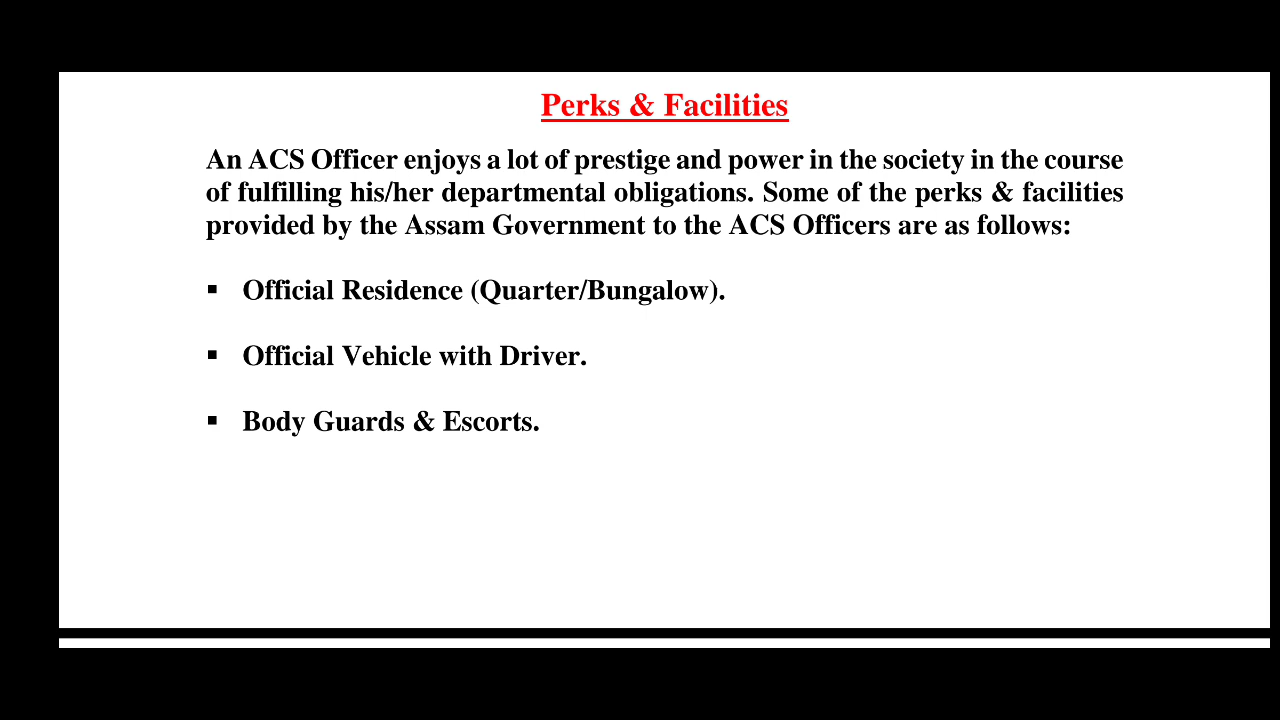 Perks & Facilities
An ACS Officer enjoys a lot of prestige and power in the society in the course
of fulfilling his/her departmental obligations. Some of the perks & facilities
provided by the Assam Government to the ACS Officers are as follows:
▪ Official Residence (Quarter/Bungalow).
▪ Official Vehicle with Driver.
▪ Body Guards & Escorts.